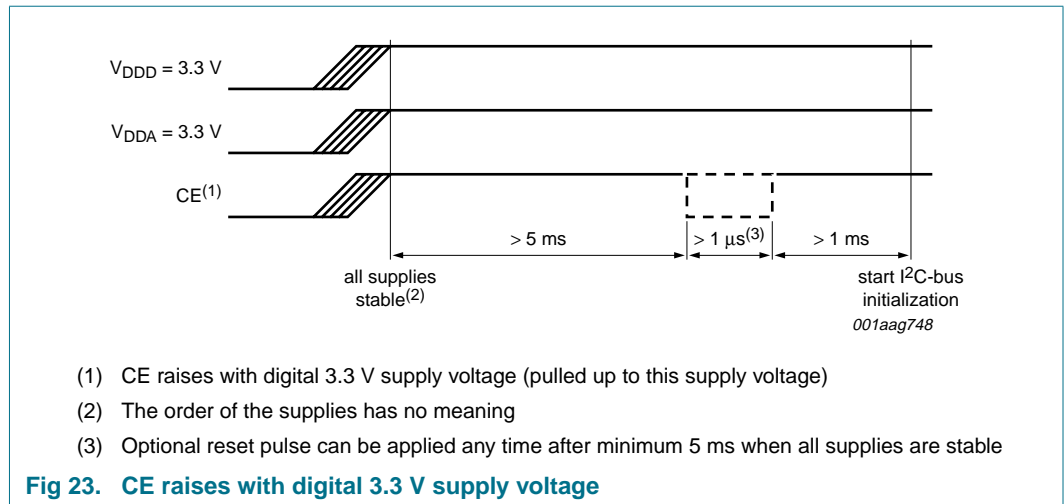 V_DDD = 3.3 V
V_DDA = 3.3 V
CE(1)
> 5 ms
> 1 μs(3)
> 1 ms
all supplies
stable(2)
start I²C-bus
initialization
001aag748
(1) CE raises with digital 3.3 V supply voltage (pulled up to this supply voltage)
(2) The order of the supplies has no meaning
(3) Optional reset pulse can be applied any time after minimum 5 ms when all supplies are stable
Fig 23. CE raises with digital 3.3 V supply voltage